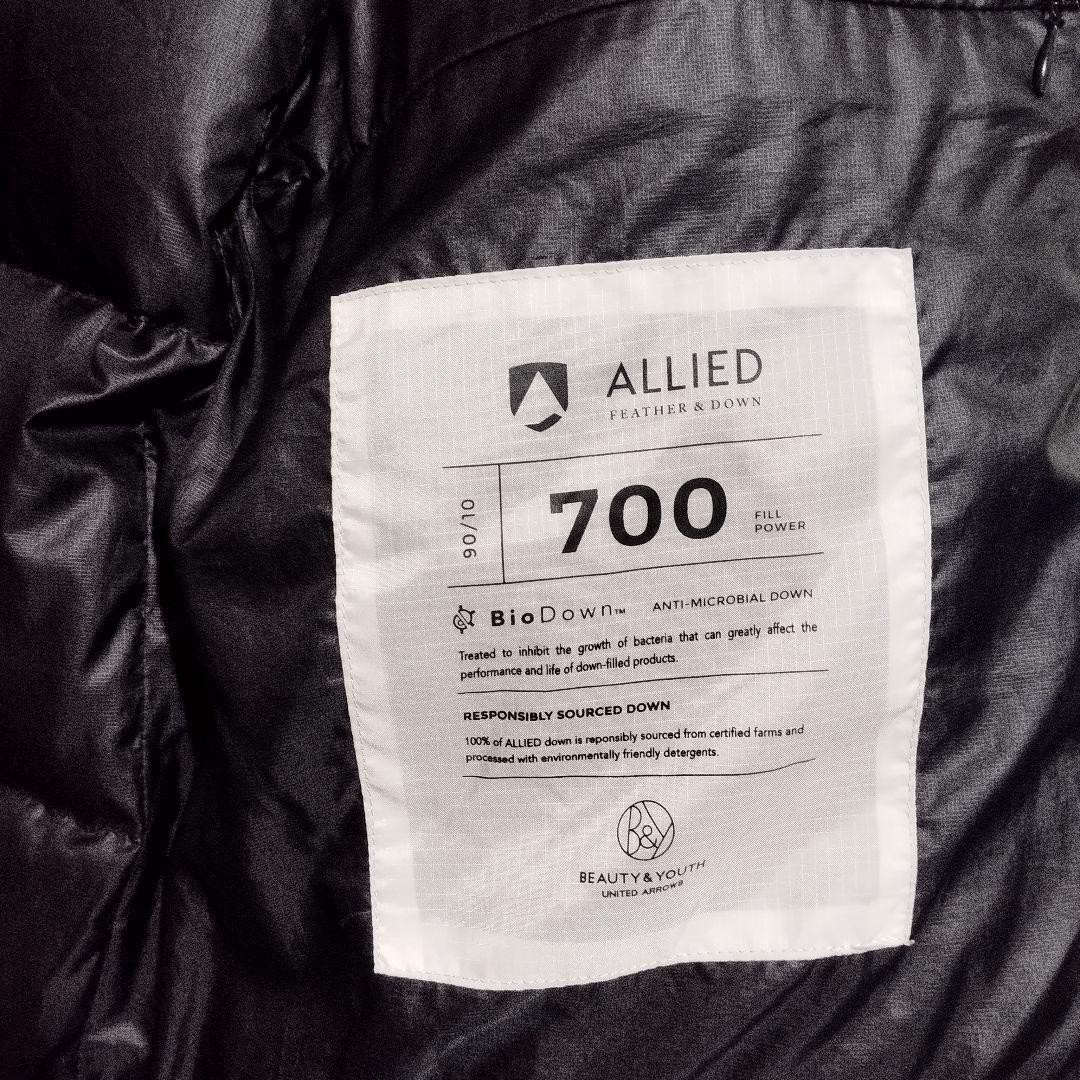 ALLIED
FEATHER & DOWN
90/10
700
FILL
POWER
BioDown™ ANTI-MICROBIAL DOWN
Treated to inhibit the growth of bacteria that can greatly affect the
performance and life of down-filled products.
RESPONSIBLY SOURCED DOWN
100% of ALLIED down is reponsibly sourced from certified farms and
processed with environmentally friendly detergents.
B&Y
BEAUTY & YOUTH
UNITED ARROWS